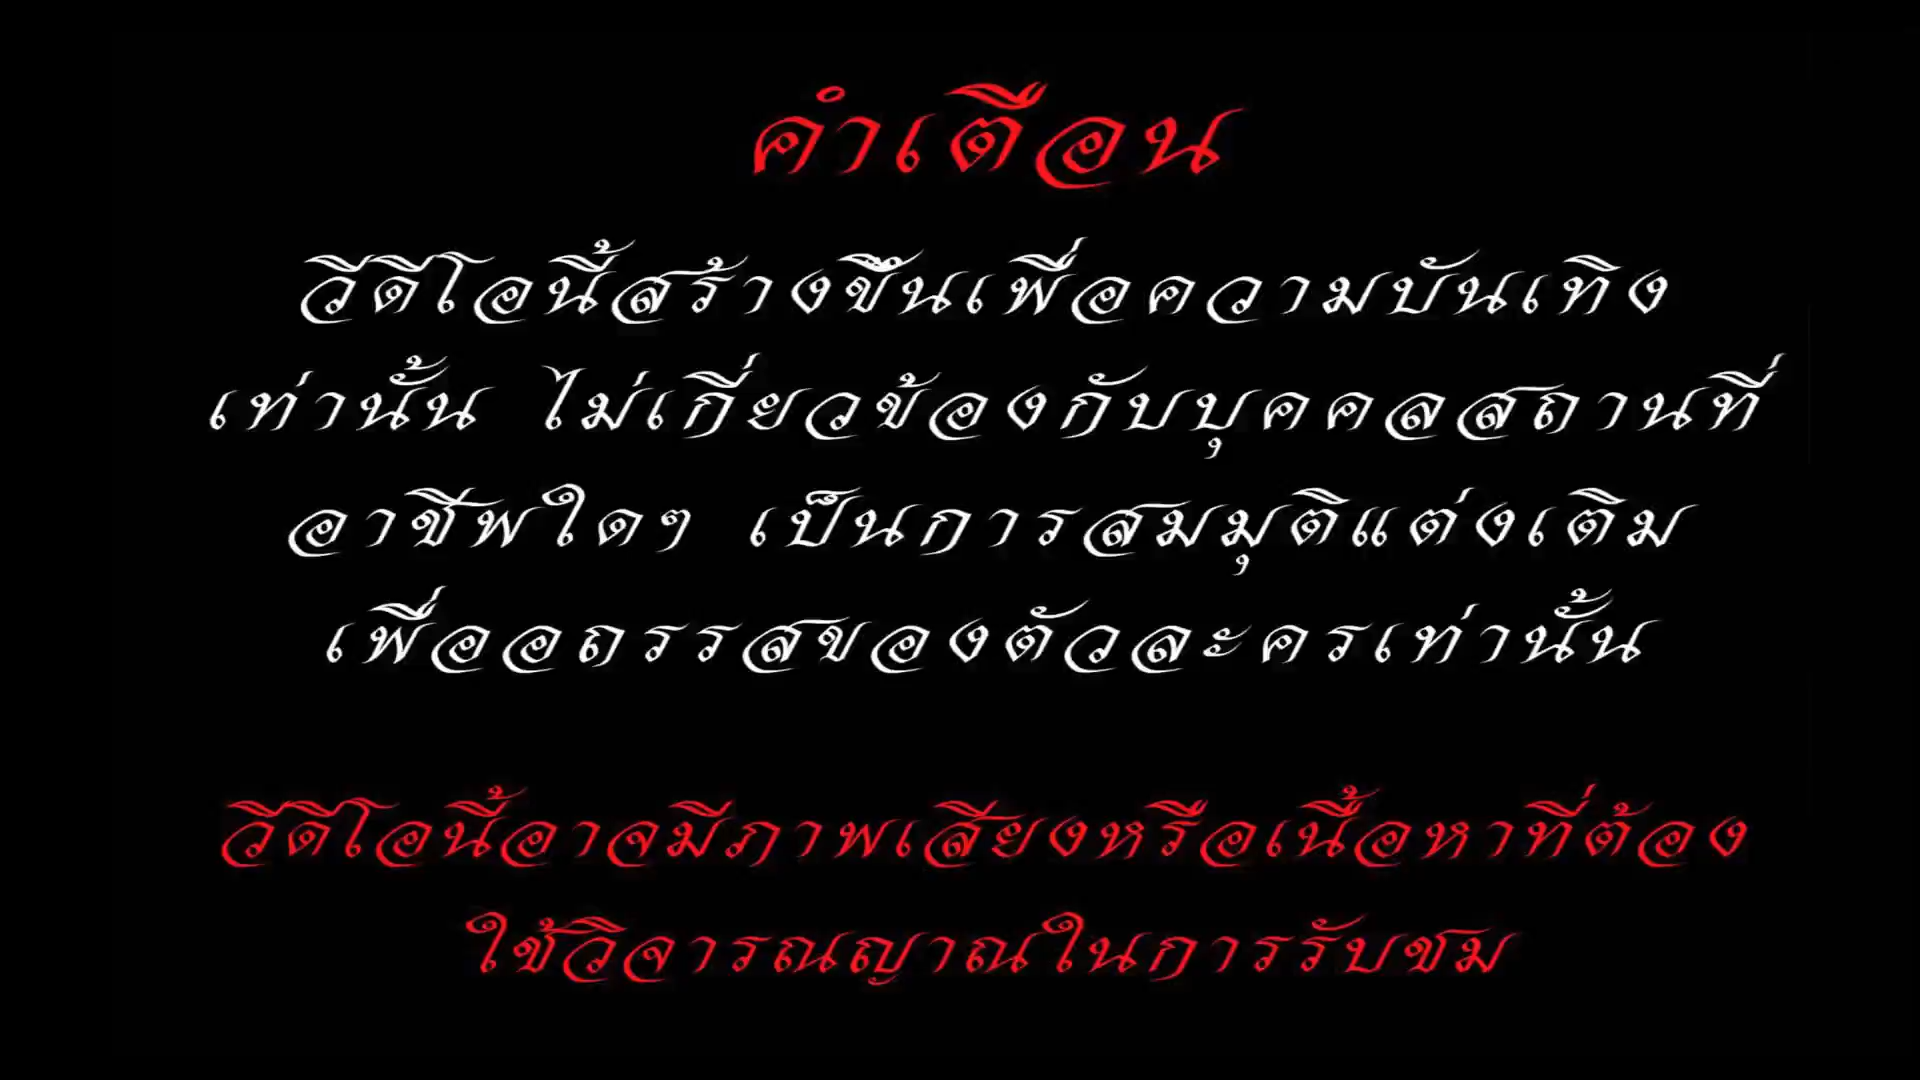 คำเตือน
วีดีโอนี้สร้างขึ้นเพื่อความบันเทิง
เท่านั้น ไม่เกี่ยวข้องกับบุคคลสถานที่
อาชีพใดๆ เป็นการสมมุติแต่งเติม
เพื่ออถรรสของตัวละครเท่านั้น
วีดีโอนี้อาจมีภาพเสียงหรือเนื้อหาที่ต้อง
ใช้วิจารณญาณในการรับชม